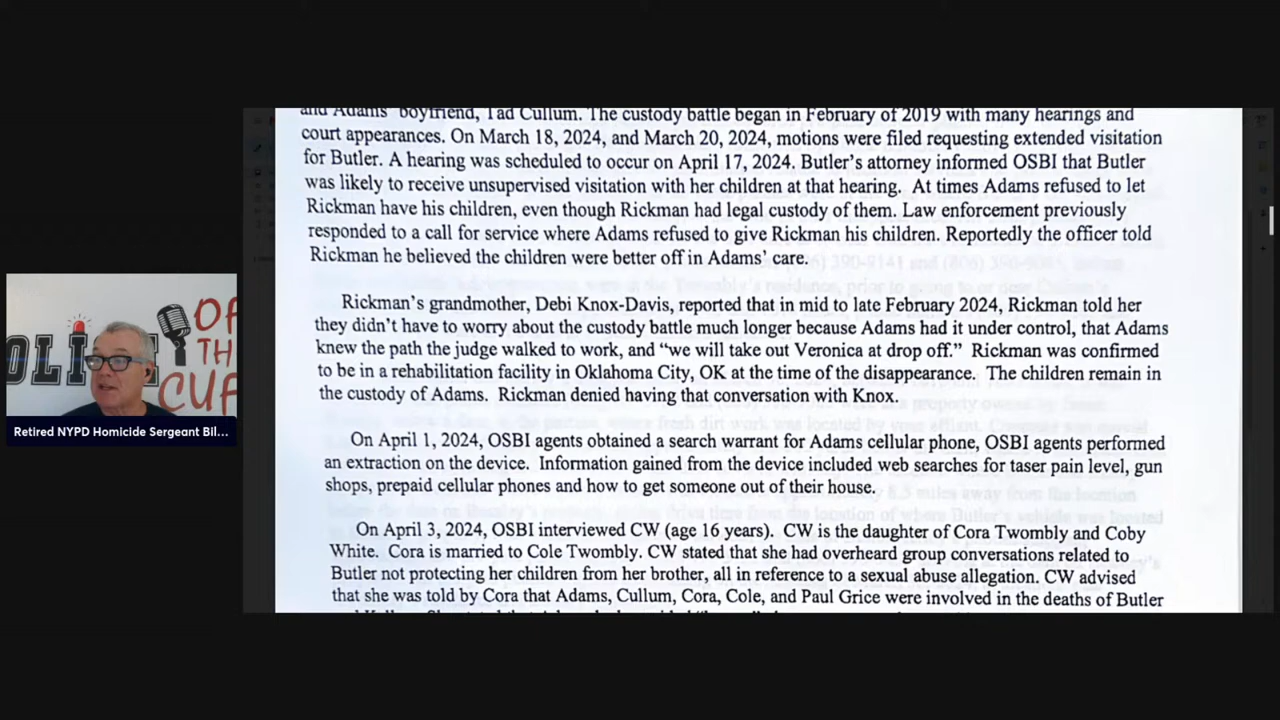 and Adams' boyfriend, Tad Cullum. The custody battle began in February of 2019 with many hearings and
court appearances. On March 18, 2024, and March 20, 2024, motions were filed requesting extended visitation
for Butler. A hearing was scheduled to occur on April 17, 2024. Butler's attorney informed OSBI that Butler
was likely to receive unsupervised visitation with her children at that hearing. At times Adams refused to let
Rickman have his children, even though Rickman had legal custody of them. Law enforcement previously
responded to a call for service where Adams refused to give Rickman his children. Reportedly the officer told
Rickman he believed the children were better off in Adams' care.
Rickman's grandmother, Debi Knox-Davis, reported that in mid to late February 2024, Rickman told her
they didn't have to worry about the custody battle much longer because Adams had it under control, that Adams
knew the path the judge walked to work, and “we will take out Veronica at drop off.” Rickman was confirmed
to be in a rehabilitation facility in Oklahoma City, OK at the time of the disappearance. The children remain in
the custody of Adams. Rickman denied having that conversation with Knox.
On April 1, 2024, OSBI agents obtained a search warrant for Adams cellular phone, OSBI agents performed
an extraction on the device. Information gained from the device included web searches for taser pain level, gun
shops, prepaid cellular phones and how to get someone out of their house.
On April 3, 2024, OSBI interviewed CW (age 16 years). CW is the daughter of Cora Twombly and Coby
White. Cora is married to Cole Twombly. CW stated that she had overheard group conversations related to
Butler not protecting her children from her brother, all in reference to a sexual abuse allegation. CW advised
that she was told by Cora that Adams, Cullum, Cora, Cole, and Paul Grice were involved in the deaths of Butler
OLI
OF
TH
CUF
Retired NYPD Homicide Sergeant Bil...